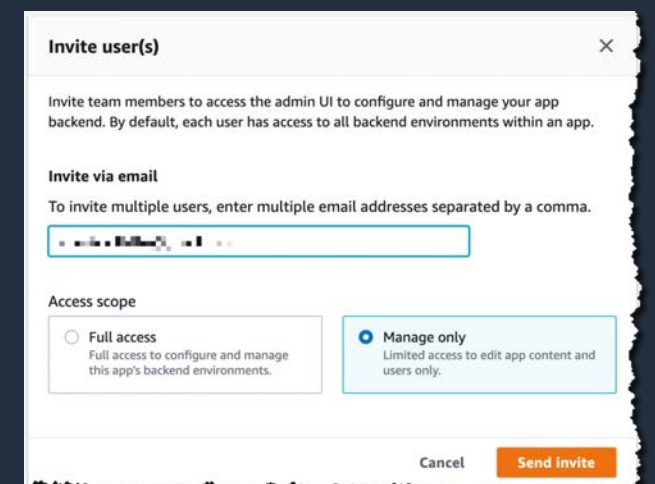 Invite user(s)
Invite team members to access the admin UI to configure and manage your app
backend. By default, each user has access to all backend environments within an app.
Invite via email
To invite multiple users, enter multiple email addresses separated by a comma.
Access scope
Full access
Full access to configure and manage
this app's backend environments.
Manage only
Limited access to edit app content and
users only.
Cancel
Send invite